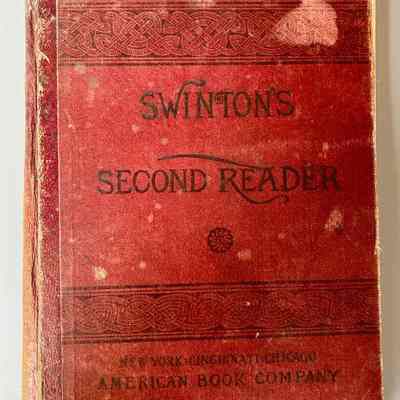 SWINTON'S
SECOND READER
NEW YORK·CINCINNATI·CHICAGO
AMERICAN BOOK COMPANY